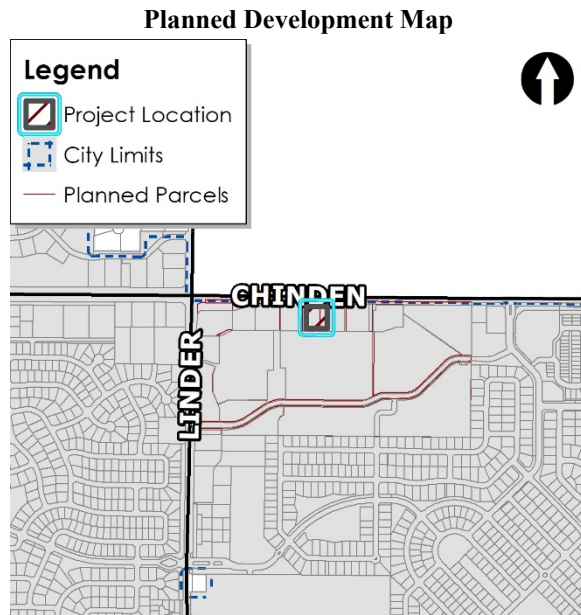 Planned Development Map
Legend
Project Location
City Limits
Planned Parcels
CHINDEN
LINDER